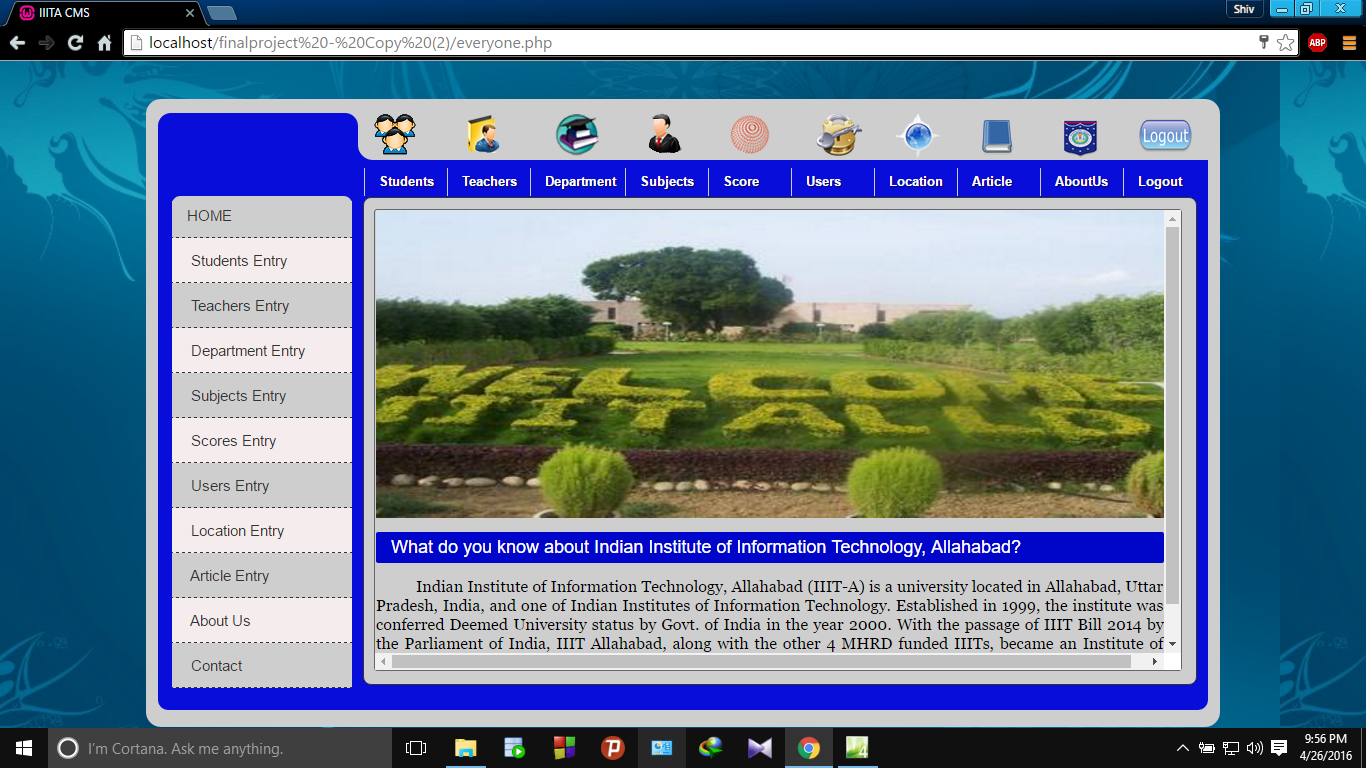 IIITA CMS
Shiv
localhost/finalproject%20-%20Copy%20(2)/everyone.php
ABP
Logout
Students Teachers Department Subjects Score Users Location Article AboutUs Logout
HOME
Students Entry
Teachers Entry
Department Entry
Subjects Entry
Scores Entry
Users Entry
Location Entry
Article Entry
About Us
Contact
WELCOME
IIITALLD
What do you know about Indian Institute of Information Technology, Allahabad?
Indian Institute of Information Technology, Allahabad (IIIT-A) is a university located in Allahabad, Uttar
Pradesh, India, and one of Indian Institutes of Information Technology. Established in 1999, the institute was
conferred Deemed University status by Govt. of India in the year 2000. With the passage of IIIT Bill 2014 by
the Parliament of India, IIIT Allahabad, along with the other 4 MHRD funded IIITs, became an Institute of
I'm Cortana. Ask me anything.
9:56 PM
4/26/2016